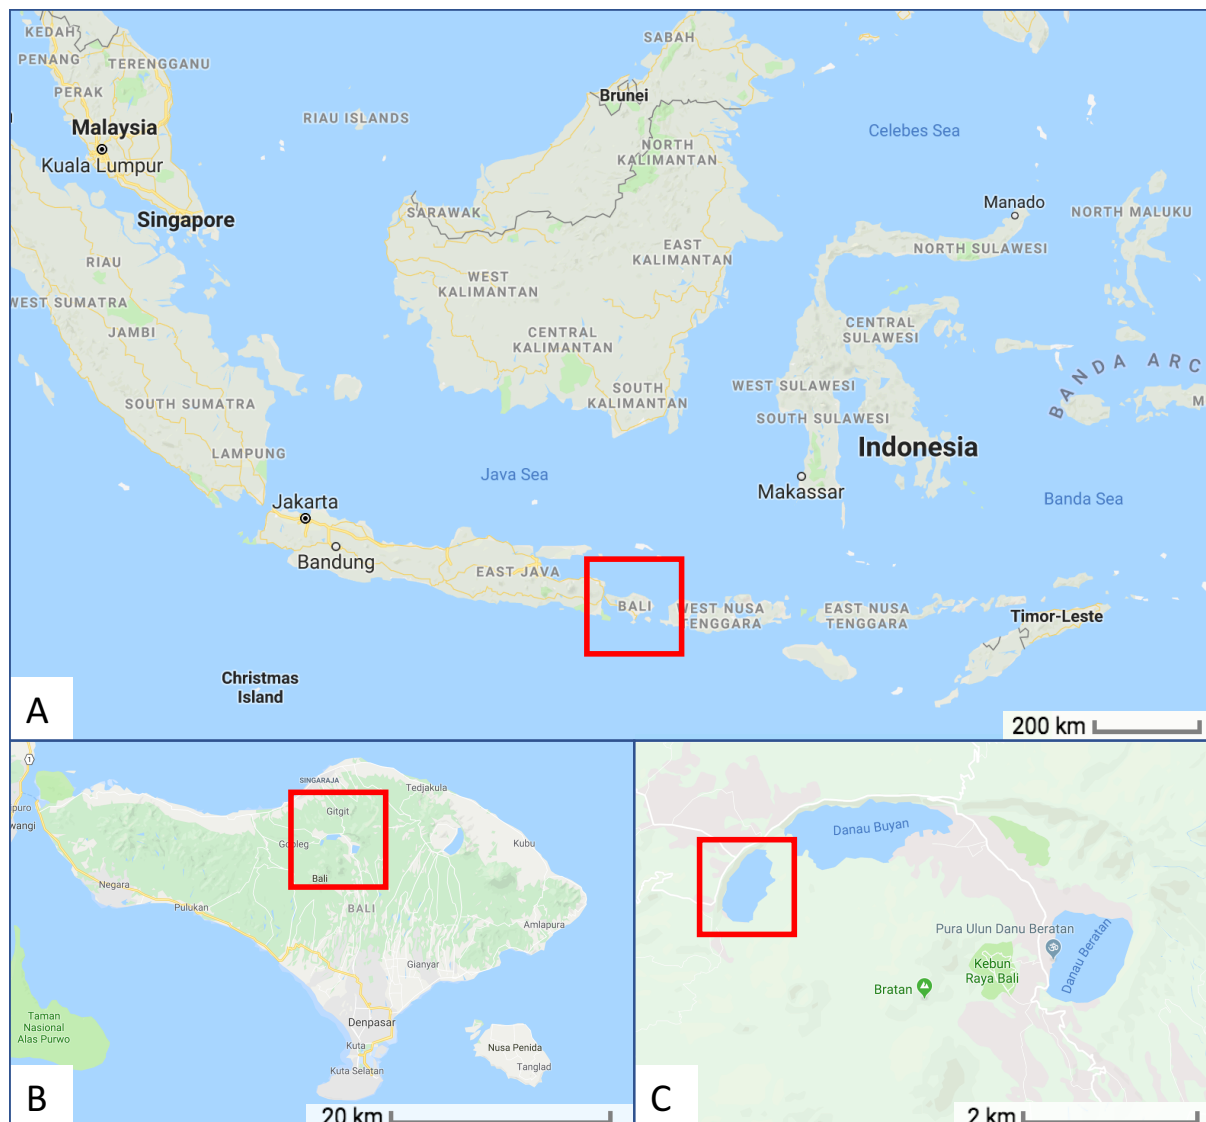 KEDAH
PENANG
TERENGGANU
PERAK
Malaysia
Kuala Lumpur
Singapore
RIAU ISLANDS
SABAH
Brunei
NORTH
KALIMANTAN
SARAWAK
EAST
KALIMANTAN
WEST
KALIMANTAN
CENTRAL
KALIMANTAN
SOUTH
KALIMANTAN
Celebes Sea
Manado
NORTH MALUKU
NORTH SULAWESI
CENTRAL
SULAWESI
WEST SULAWESI
SOUTH SULAWESI
BANDA ARC
M
Indonesia
Makassar
Banda Sea
RIAU
WEST SUMATRA
JAMBI
SOUTH SUMATRA
LAMPUNG
Java Sea
Jakarta
Bandung
EAST JAVA
BALI
WEST NUSA
TENGGARA
EAST NUSA
TENGGARA
Timor-Leste
Christmas
Island
A
200 km
1
SINGARAJA
Tedjakula
Gitgit
Gobleg
Kubu
Bali
Negara
Pulukan
BALI
Amlapura
Gianyar
Denpasar
Kuta
Kuta Selatan
Nusa Penida
Tanglad
Taman
Nasional
Alas Purwo
puro
wangi
B
20 km
Danau Buyan
Pura Ulun Danu Beratan
Danau Beratan
Kebun
Raya Bali
Bratan
C
2 km